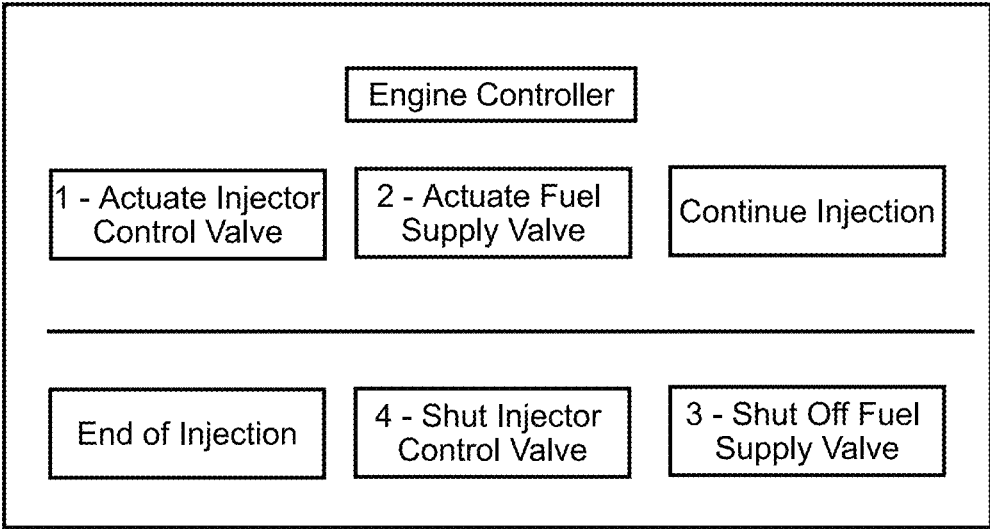 Engine Controller
1 - Actuate Injector
Control Valve
2 - Actuate Fuel
Supply Valve
Continue Injection
End of Injection
4 - Shut Injector
Control Valve
3 - Shut Off Fuel
Supply Valve